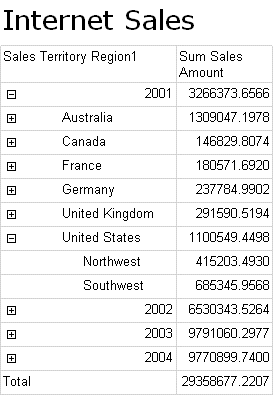 Internet Sales
Sales Territory Region1 Sum Sales
Amount
2001 3266373.6566
Australia 1309047.1978
Canada 146829.8074
France 180571.6920
Germany 237784.9902
United Kingdom 291590.5194
United States 1100549.4498
Northwest 415203.4930
Southwest 685345.9568
2002 6530343.5264
2003 9791060.2977
2004 9770899.7400
Total 29358677.2207